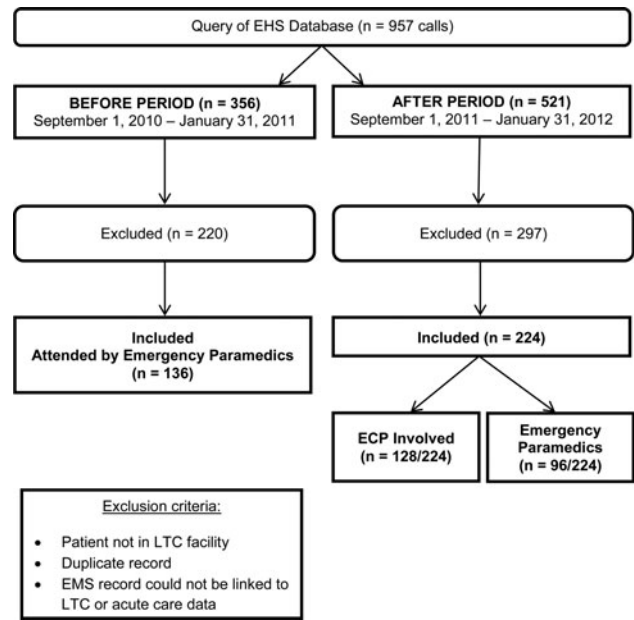 Query of EHS Database (n = 957 calls)
BEFORE PERIOD (n = 356)
September 1, 2010 – January 31, 2011
AFTER PERIOD (n = 521)
September 1, 2011 – January 31, 2012
Excluded (n = 220)
Excluded (n = 297)
Included
Attended by Emergency Paramedics
(n = 136)
Included (n = 224)
ECP Involved
(n = 128/224)
Emergency
Paramedics
(n = 96/224)
Exclusion criteria:
• Patient not in LTC facility
• Duplicate record
• EMS record could not be linked to
LTC or acute care data